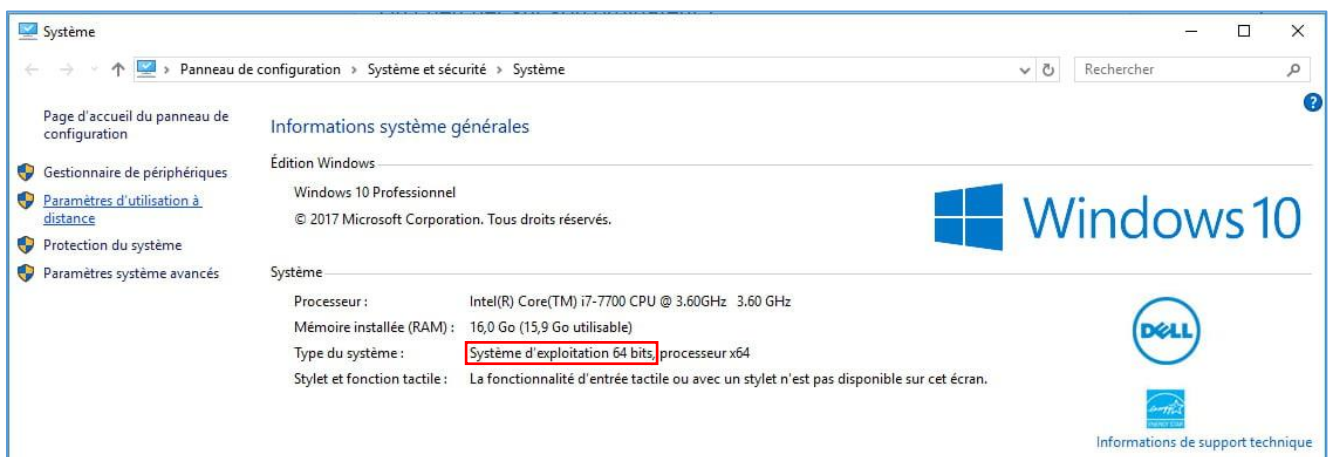 Système
Panneau de configuration > Système et sécurité > Système
Rechercher
?
Page d'accueil du panneau de
configuration
Gestionnaire de périphériques
Paramètres d'utilisation à
distance
Protection du système
Paramètres système avancés
Informations système générales
Édition Windows
Windows 10 Professionnel
© 2017 Microsoft Corporation. Tous droits réservés.
Windows 10
Système
Processeur : Intel(R) Core(TM) i7-7700 CPU @ 3.60GHz 3.60 GHz
Mémoire installée (RAM) : 16,0 Go (15,9 Go utilisable)
Type du système : Système d'exploitation 64 bits, processeur x64
Stylet et fonction tactile : La fonctionnalité d'entrée tactile ou avec un stylet n'est pas disponible sur cet écran.
DELL
Informations de support technique